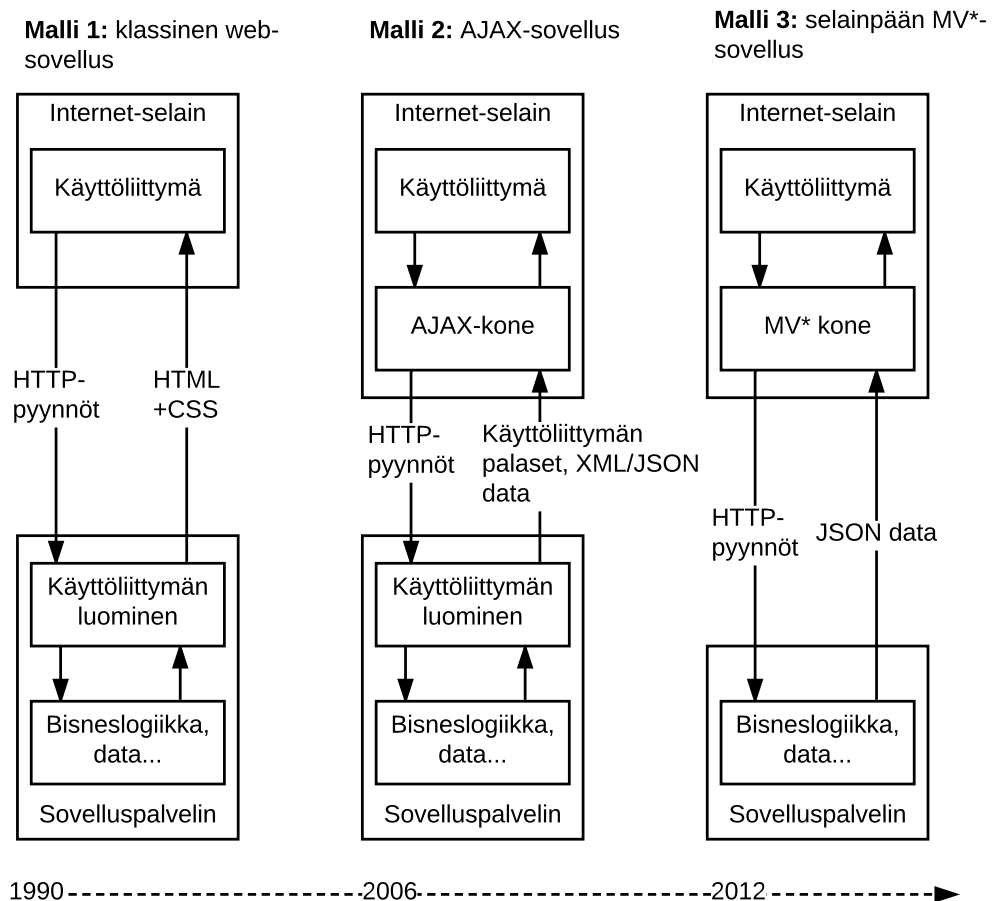 Malli 1: klassinen web-
sovellus
Internet-selain
Käyttöliittymä
HTTP-
pyynnöt
HTML
+CSS
Käyttöliittymän
luominen
Bisneslogiikka,
data...
Sovelluspalvelin
Malli 2: AJAX-sovellus
Internet-selain
Käyttöliittymä
AJAX-kone
HTTP-
pyynnöt
Käyttöliittymän
palaset, XML/JSON
data
Käyttöliittymän
luominen
Bisneslogiikka,
data...
Sovelluspalvelin
Malli 3: selainpään MV*-
sovellus
Internet-selain
Käyttöliittymä
MV* kone
HTTP-
pyynnöt
JSON data
Bisneslogiikka,
data...
Sovelluspalvelin
1990
2006
2012